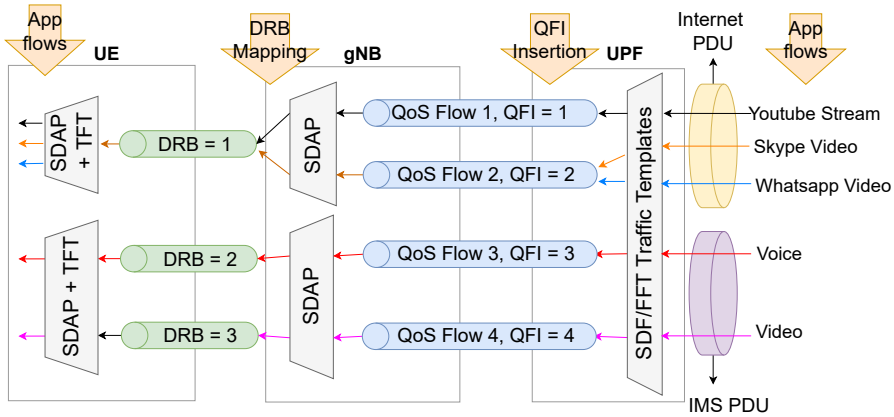 App
flows
UE
DRB
Mapping
gNB
QFI
Insertion
UPF
Internet
PDU
App
flows
SDAP
+ TFT
DRB = 1
SDAP
QoS Flow 1, QFI = 1
QoS Flow 2, QFI = 2
SDF/FFT Traffic Templates
Youtube Stream
Skype Video
Whatsapp Video
SDAP + TFT
DRB = 2
DRB = 3
SDAP
QoS Flow 3, QFI = 3
QoS Flow 4, QFI = 4
Voice
Video
IMS PDU